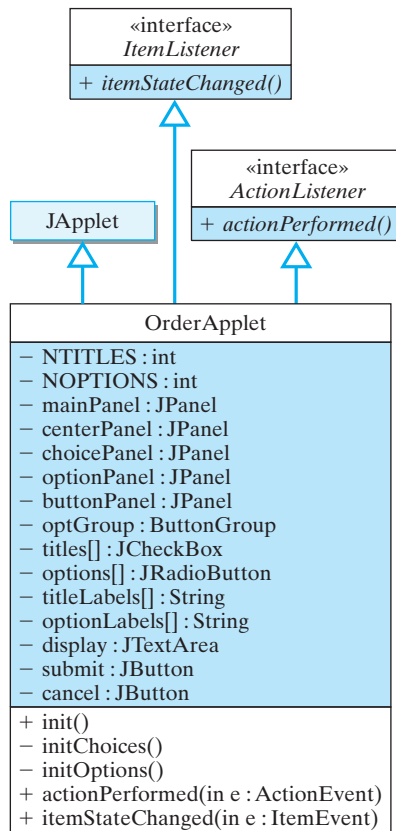 «interface»
ItemListener
+ itemStateChanged()
«interface»
ActionListener
+ actionPerformed()
JApplet
OrderApplet
− NTITLES : int
− NOPTIONS : int
− mainPanel : JPanel
− centerPanel : JPanel
− choicePanel : JPanel
− optionPanel : JPanel
− buttonPanel : JPanel
− optGroup : ButtonGroup
− titles[] : JCheckBox
− options[] : JRadioButton
− titleLabels[] : String
− optionLabels[] : String
− display : JTextArea
− submit : JButton
− cancel : JButton
+ init()
− initChoices()
− initOptions()
+ actionPerformed(in e : ActionEvent)
+ itemStateChanged(in e : ItemEvent)